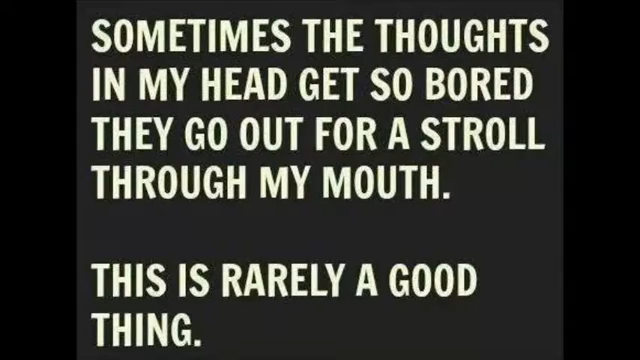 SOMETIMES THE THOUGHTS
IN MY HEAD GET SO BORED
THEY GO OUT FOR A STROLL
THROUGH MY MOUTH.
THIS IS RARELY A GOOD
THING.